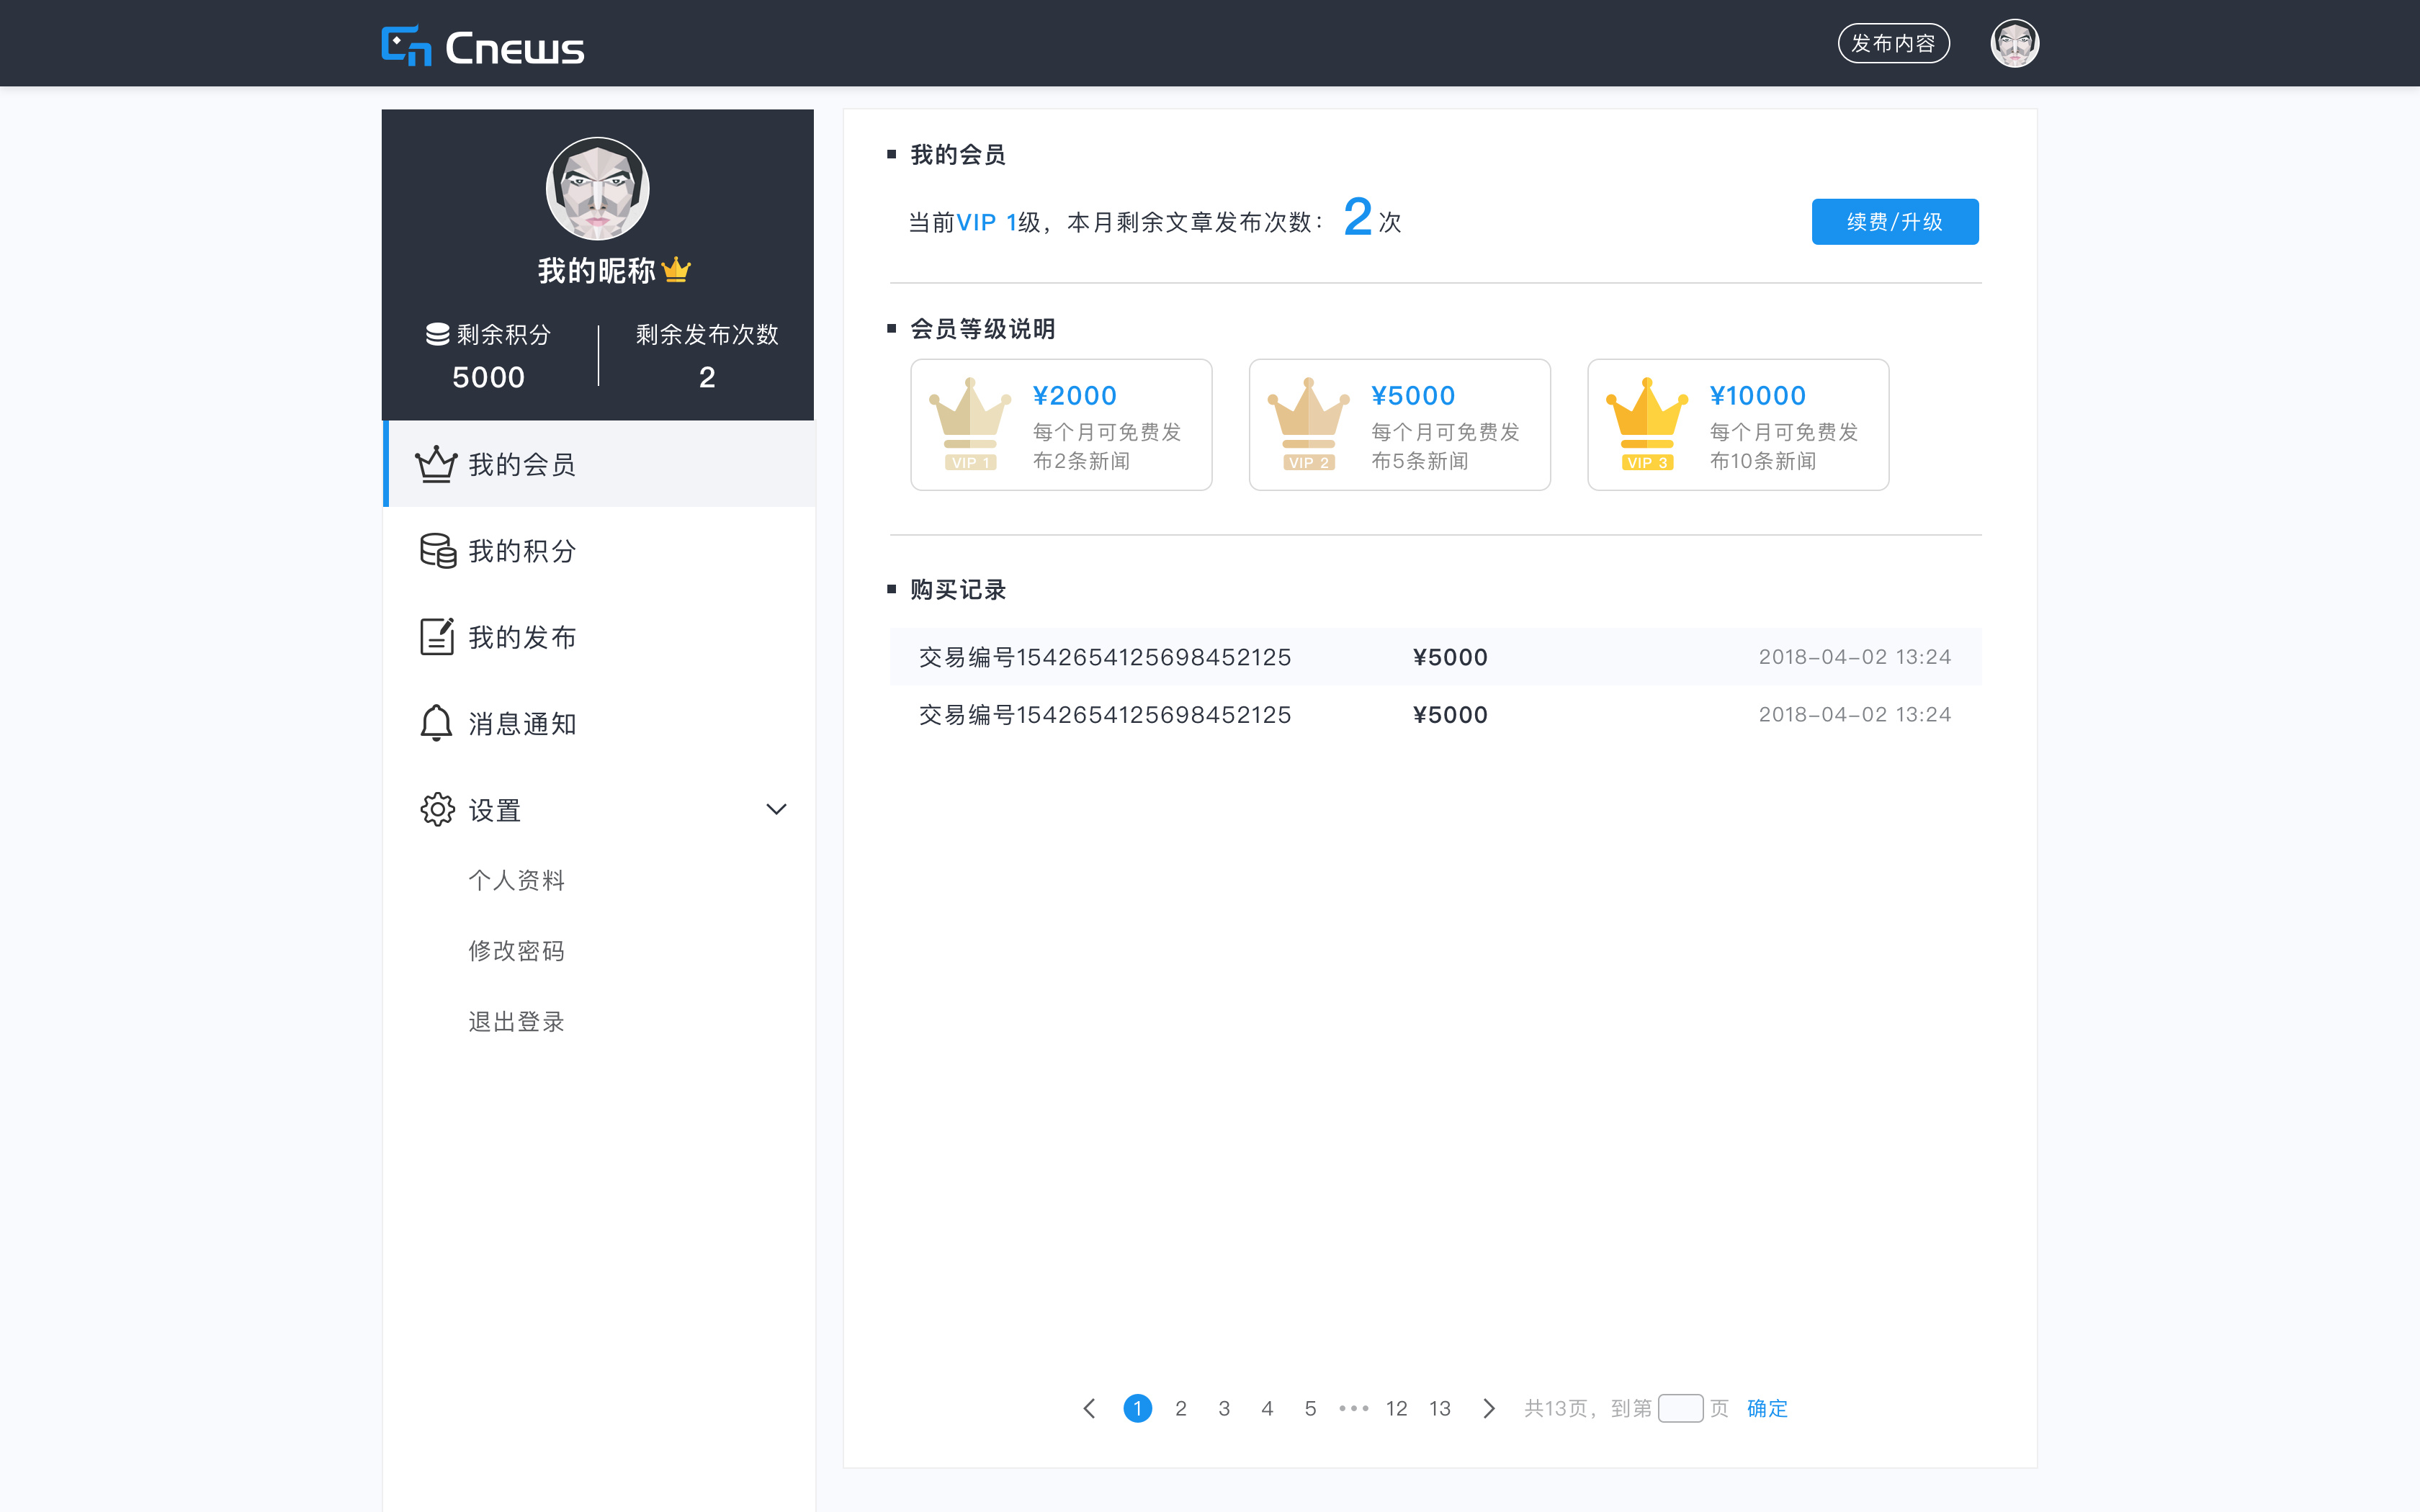 Cnews
发布内容
我的昵称
剩余积分
5000
剩余发布次数
2
我的会员
我的积分
我的发布
消息通知
设置
个人资料
修改密码
退出登录
我的会员
当前VIP 1级，本月剩余文章发布次数： 2次
续费/升级
会员等级说明
VIP 1
¥2000
每个月可免费发
布2条新闻
VIP 2
¥5000
每个月可免费发
布5条新闻
VIP 3
¥10000
每个月可免费发
布10条新闻
购买记录
交易编号1542654125698452125 ¥5000 2018-04-02 13:24
交易编号1542654125698452125 ¥5000 2018-04-02 13:24
1 2 3 4 5 ••• 12 13 共13页，到第 页 确定